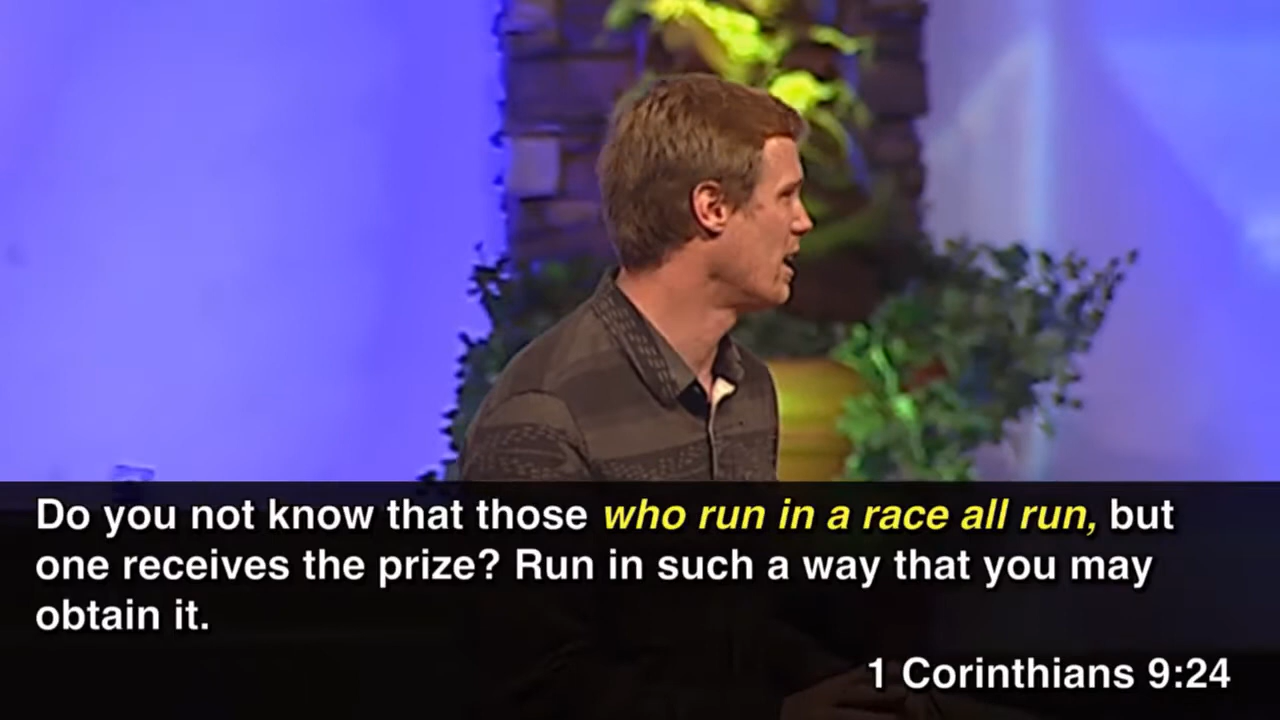 Do you not know that those who run in a race all run, but
one receives the prize? Run in such a way that you may
obtain it.
1 Corinthians 9:24